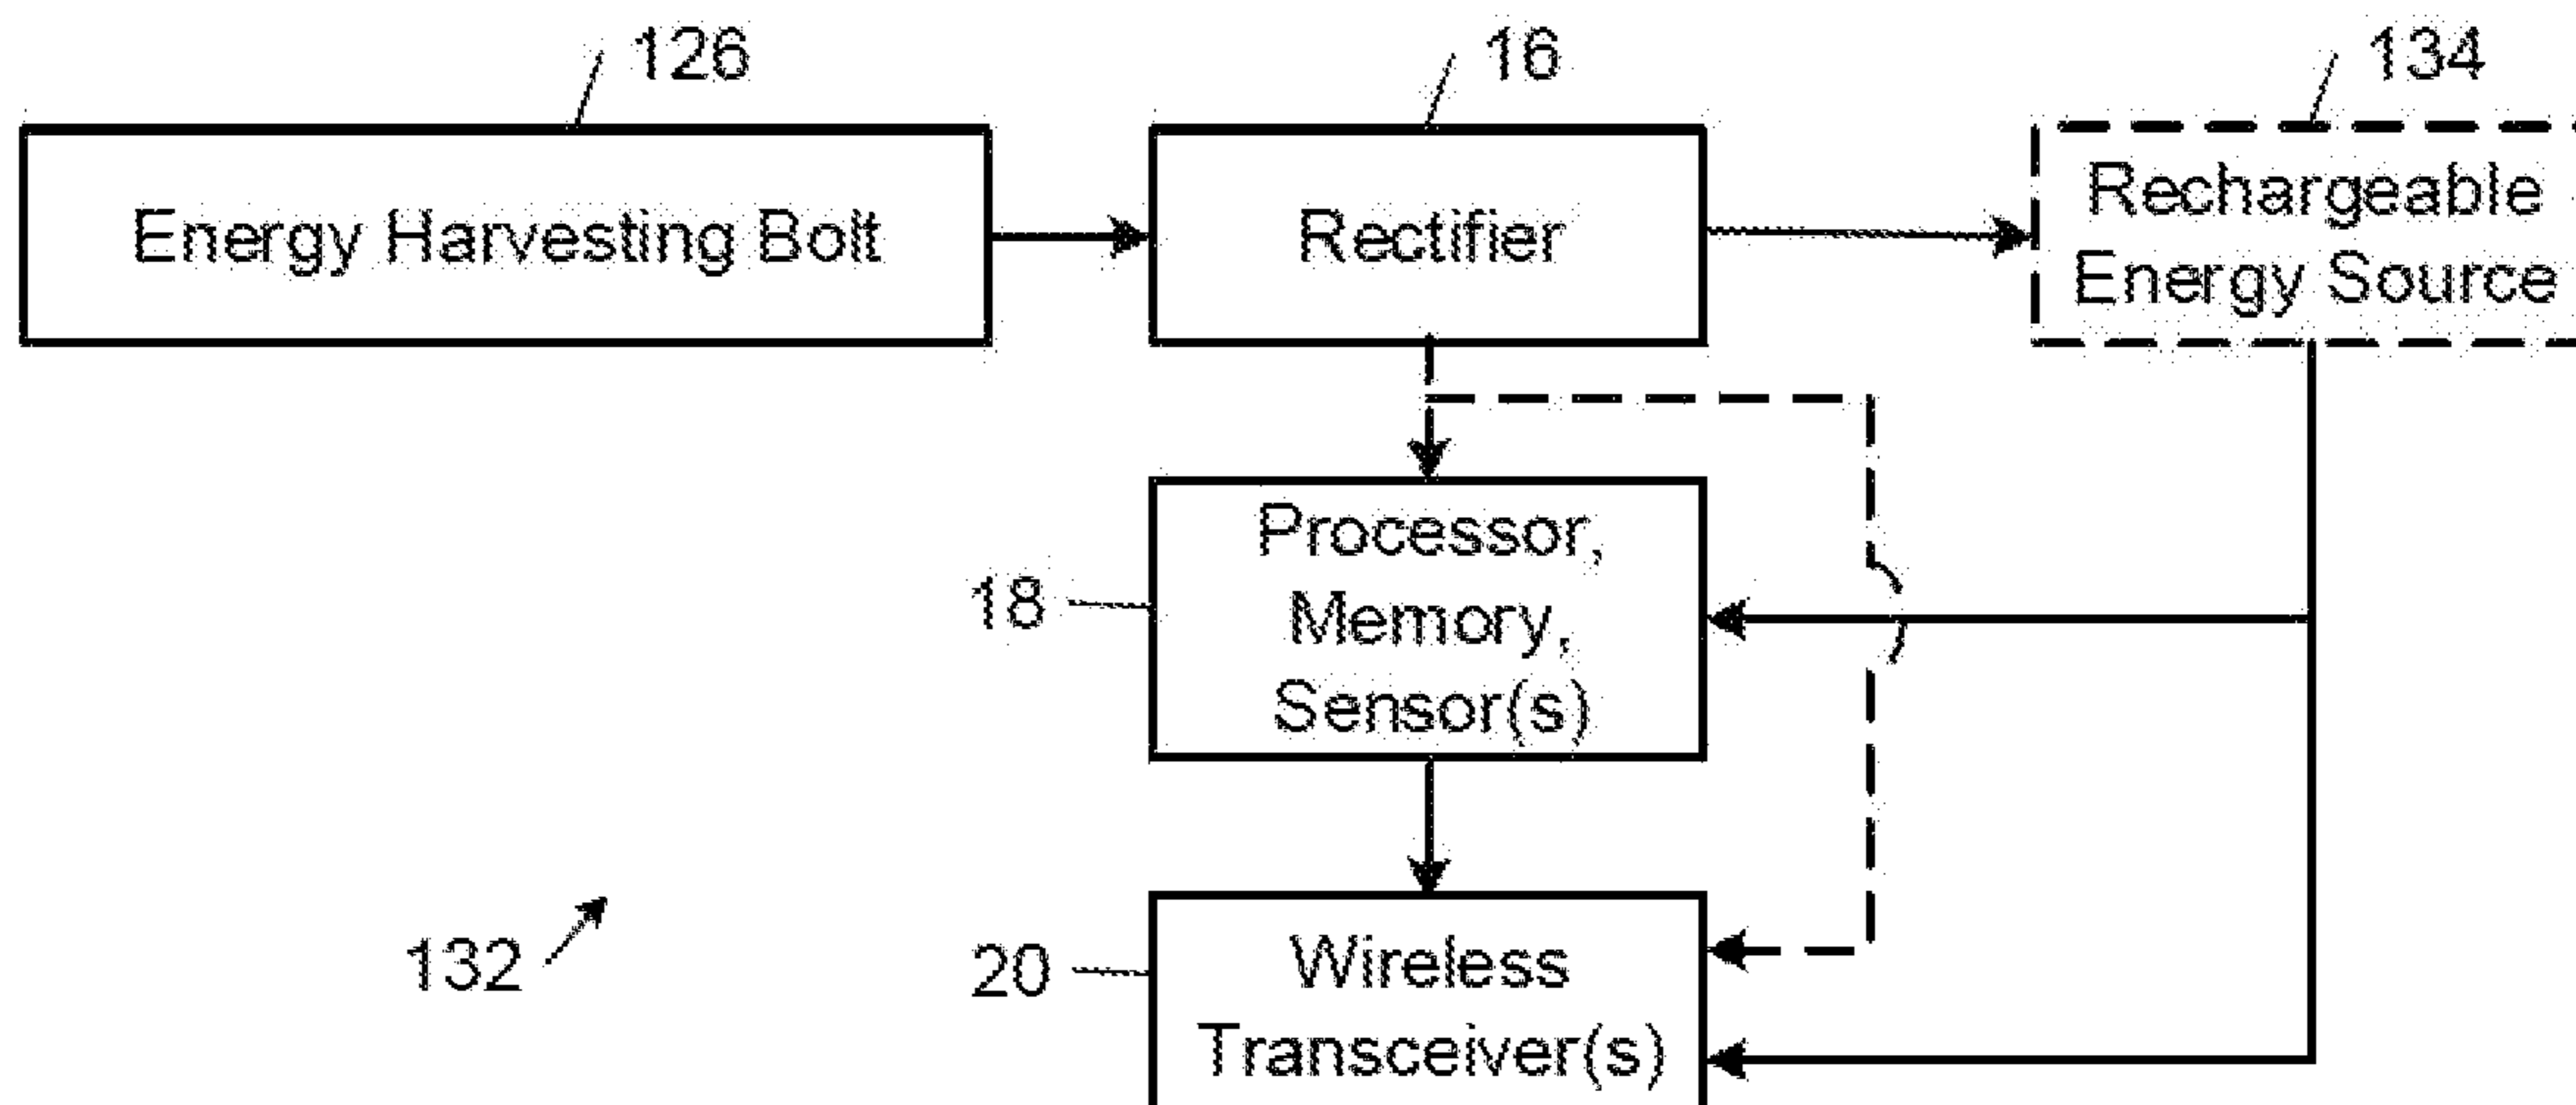 126
16
134
Energy Harvesting Bolt
Rectifier
Rechargeable
Energy Source
18
Processor,
Memory,
Sensor(s)
132
20
Wireless
Transceiver(s)